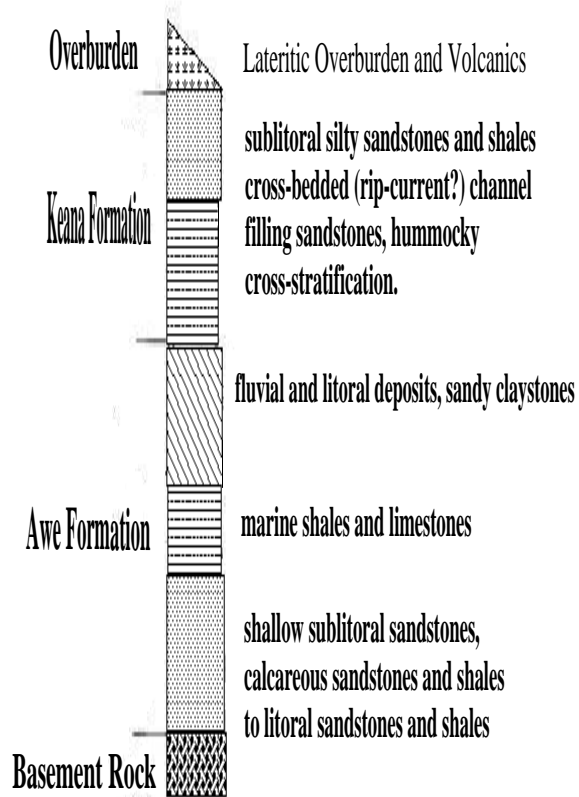 Overburden
Lateritic Overburden and Volcanics
sublitoral silty sandstones and shales
cross-bedded (rip-current?) channel
Keana Formation
filling sandstones, hummocky
cross-stratification.
fluvial and litoral deposits, sandy claystones
Awe Formation
marine shales and limestones
shallow sublitoral sandstones,
calcareous sandstones and shales
to litoral sandstones and shales
Basement Rock